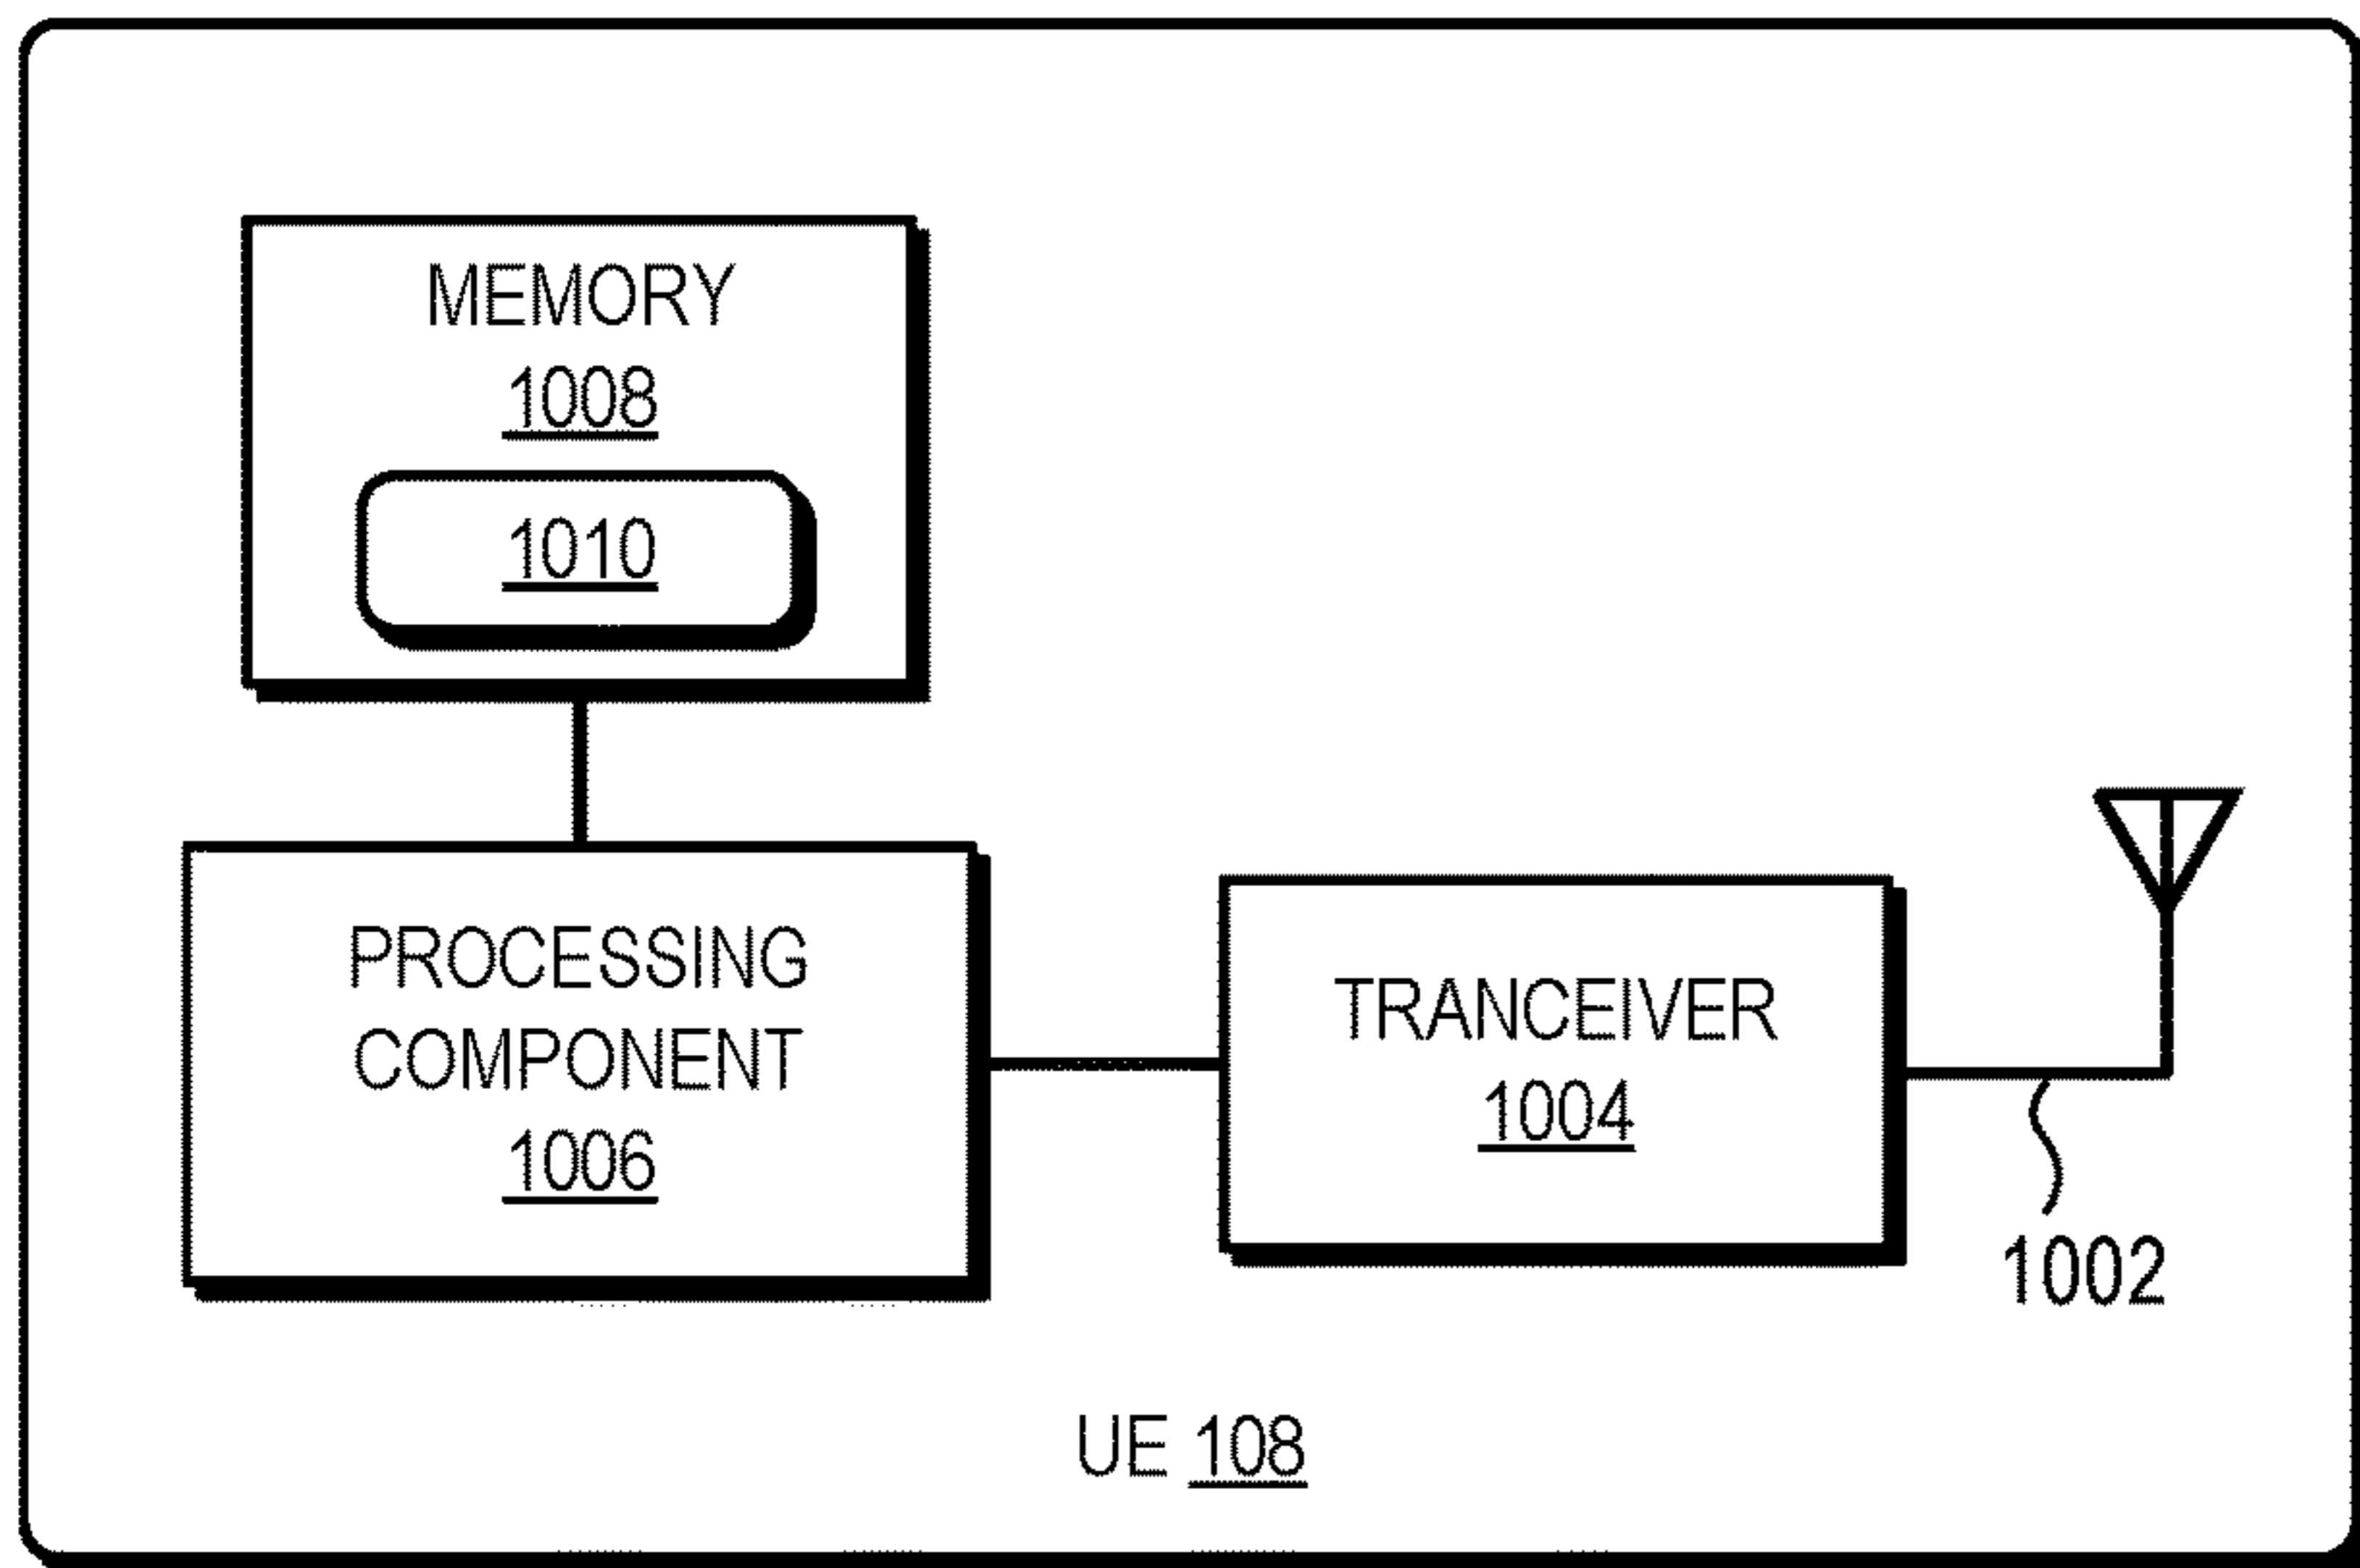 MEMORY
1008
1010
PROCESSING
COMPONENT
1006
TRANCEIVER
1004
1002
UE 108